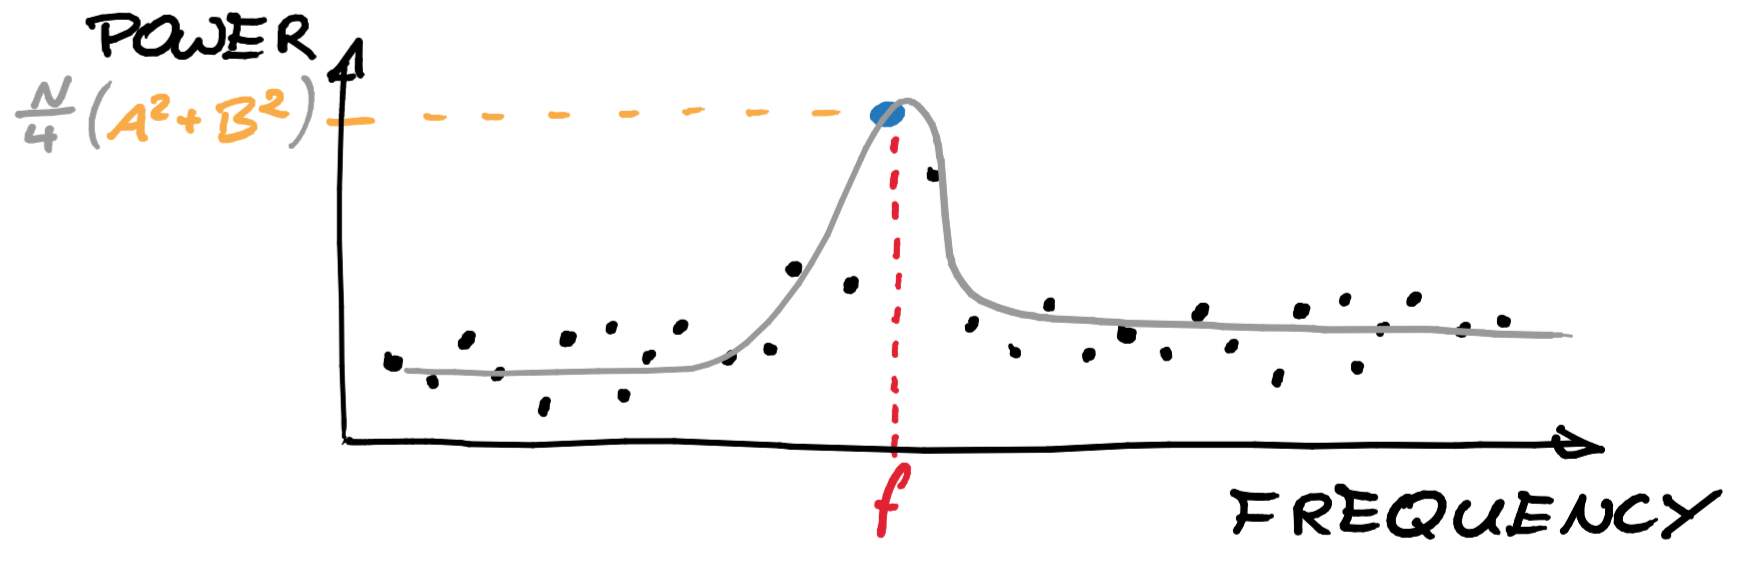 POWER
N/4 (A²+B²)
f
FREQUENCY